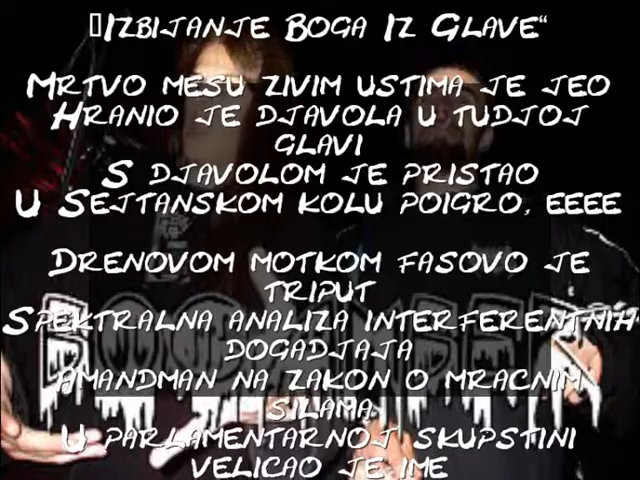 „Izbijanje Boga Iz Glave“
Mrtvo mesu zivim ustima je jeo
Hranio je djavola u tudjoj
glavi
S djavolom je pristao
U Sejtanskom kolu poigro, eeee
Drenovom motkom fasovo je
triput
Spektralna analiza interferentnih
dogadjaja
amandman na zakon o mracnim
silama
U parlamentarnoj skupstini
velicao je ime